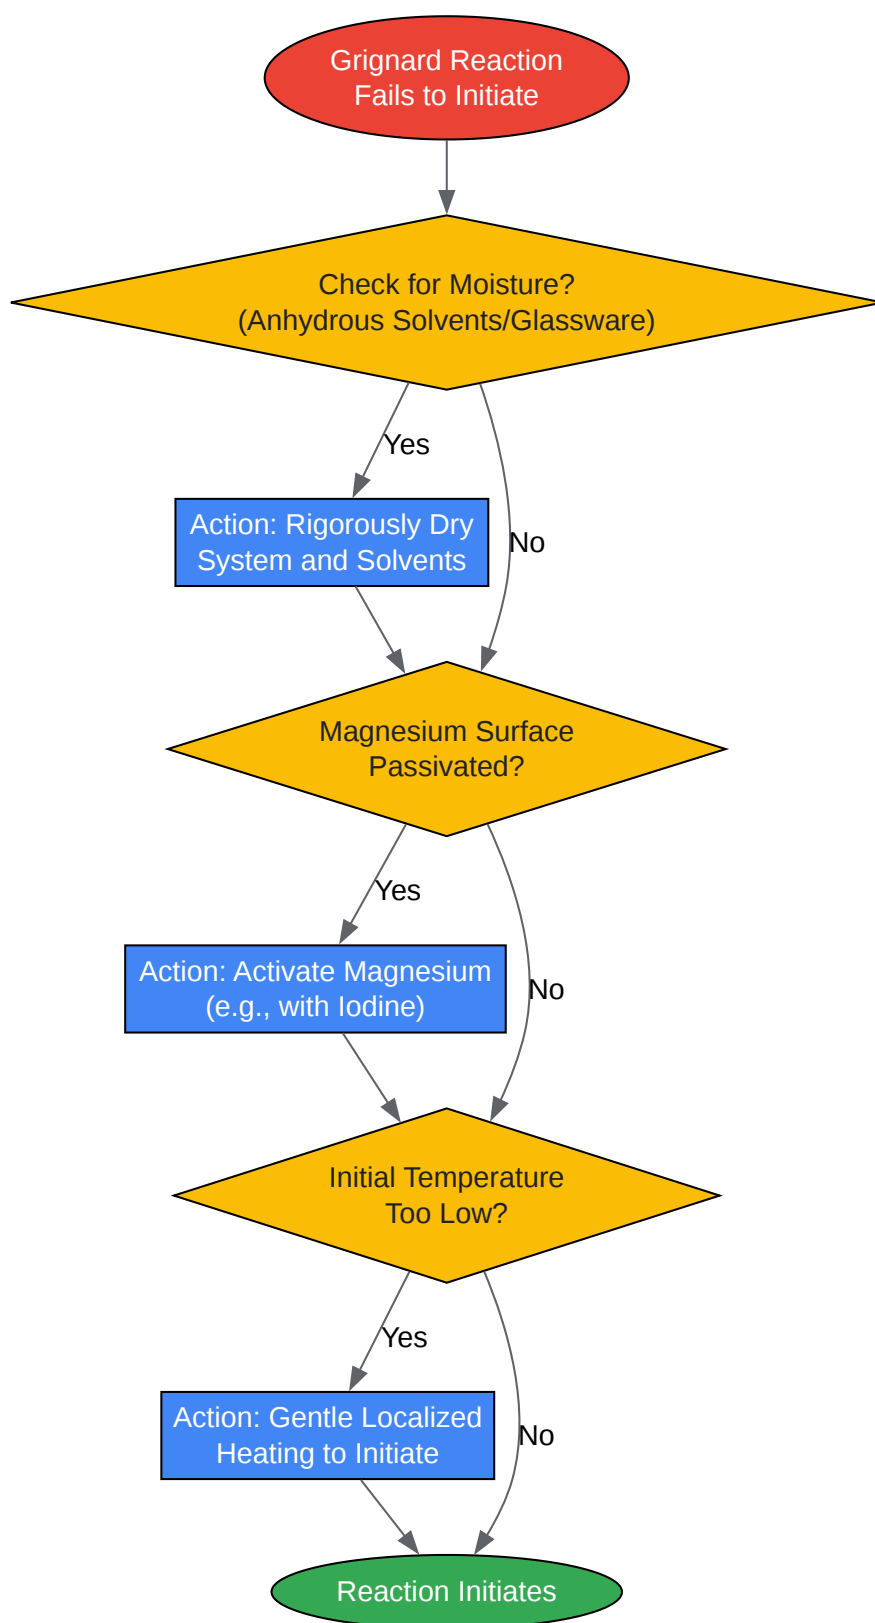 Grignard Reaction
Fails to Initiate
Check for Moisture?
(Anhydrous Solvents/Glassware)
Yes
Action: Rigorously Dry
System and Solvents
No
Magnesium Surface
Passivated?
Yes
Action: Activate Magnesium
(e.g., with Iodine)
No
Initial Temperature
Too Low?
Yes
Action: Gentle Localized
Heating to Initiate
No
Reaction Initiates